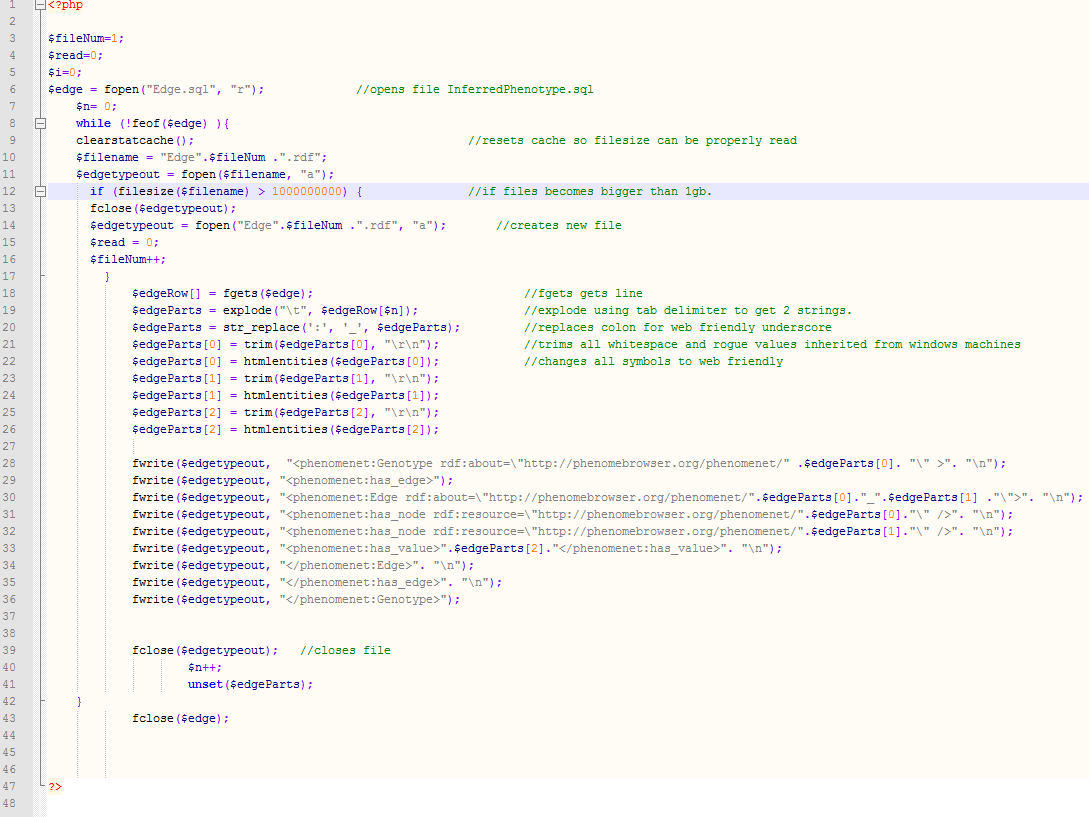 1 <?php
2
3 $fileNum=1;
4 $read=0;
5 $i=0;
6 $edge = fopen("Edge.sql", "r"); //opens file InferredPhenotype.sql
7 $n= 0;
8 while (!feof($edge) ){
9 clearstatcache(); //resets cache so filesize can be properly read
10 $filename = "Edge".$fileNum .".rdf";
11 $edgetypeout = fopen($filename, "a");
12 if (filesize($filename) > 1000000000) { //if files becomes bigger than 1gb.
13 fclose($edgetypeout);
14 $edgetypeout = fopen("Edge".$fileNum .".rdf", "a"); //creates new file
15 $read = 0;
16 $fileNum++;
17 }
18 $edgeRow[] = fgets($edge); //fgets gets line
19 $edgeParts = explode("\t", $edgeRow[$n]); //explode using tab delimiter to get 2 strings.
20 $edgeParts = str_replace(':', '_', $edgeParts); //replaces colon for web friendly underscore
21 $edgeParts[0] = trim($edgeParts[0], "\r\n"); //trims all whitespace and rogue values inherited from windows machines
22 $edgeParts[0] = htmlentities($edgeParts[0]); //changes all symbols to web friendly
23 $edgeParts[1] = trim($edgeParts[1], "\r\n");
24 $edgeParts[1] = htmlentities($edgeParts[1]);
25 $edgeParts[2] = trim($edgeParts[2], "\r\n");
26 $edgeParts[2] = htmlentities($edgeParts[2]);
27
28 fwrite($edgetypeout, "<phenomenet:Genotype rdf:about=\"http://phenomebrowser.org/phenomenet/" .$edgeParts[0]. "\" >". "\n");
29 fwrite($edgetypeout, "<phenomenet:has_edge>");
30 fwrite($edgetypeout, "<phenomenet:Edge rdf:about=\"http://phenomebrowser.org/phenomenet/".$edgeParts[0]."_".$edgeParts[1] ."\">". "\n");
31 fwrite($edgetypeout, "<phenomenet:has_node rdf:resource=\"http://phenomebrowser.org/phenomenet/".$edgeParts[0]."\" />". "\n");
32 fwrite($edgetypeout, "<phenomenet:has_node rdf:resource=\"http://phenomebrowser.org/phenomenet/".$edgeParts[1]."\" />". "\n");
33 fwrite($edgetypeout, "<phenomenet:has_value>".$edgeParts[2]."</phenomenet:has_value>". "\n");
34 fwrite($edgetypeout, "</phenomenet:Edge>". "\n");
35 fwrite($edgetypeout, "</phenomenet:has_edge>". "\n");
36 fwrite($edgetypeout, "</phenomenet:Genotype>");
37
38
39 fclose($edgetypeout); //closes file
40 $n++;
41 unset($edgeParts);
42 }
43 fclose($edge);
44
45
46
47 ?>
48